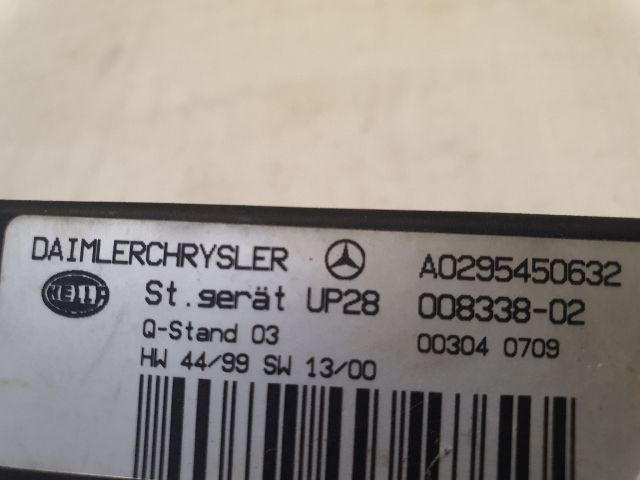 DAIMLERCHRYSLER A0295450632
HELLA St.gerät UP28 008338-02
Q-Stand 03 00304 0709
HW 44/99 SW 13/00